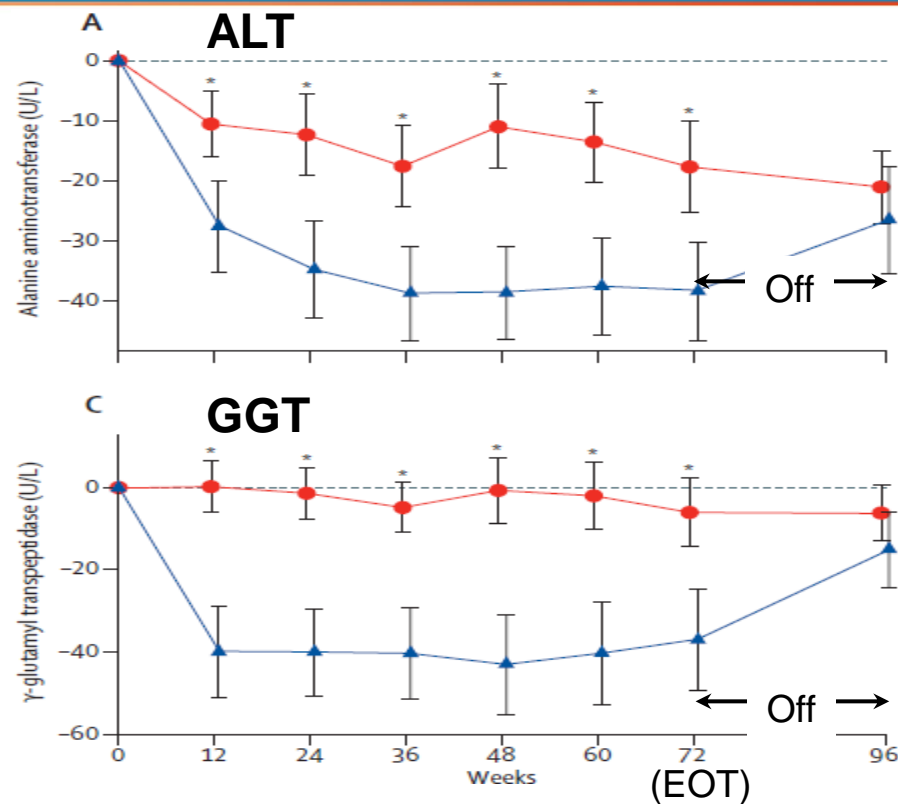 A
ALT
Alanine aminotransferase (U/L)
0
−10
−20
−30
−40
*
*
*
*
*
*
Off
C
GGT
γ-glutamyl transpeptidase (U/L)
0
−20
−40
−60
*
*
*
*
*
*
Off
0 12 24 36 48 60 72 96
Weeks
(EOT)